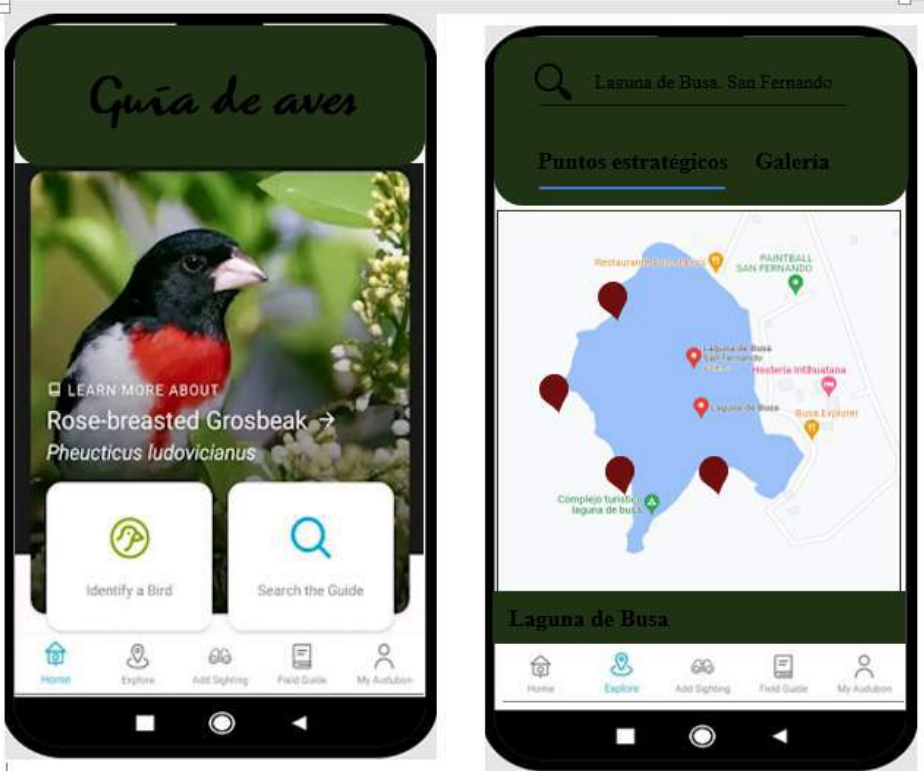 Guía de aves
LEARN MORE ABOUT
Rose-breasted Grosbeak →
Pheucticus ludovicianus
Identify a Bird
Search the Guide
Home
Explore
Add Sighting
Field Guide
My Audubon
Laguna de Busa. San Fernando
Puntos estratégicos
Galería
Restaurante
PAINTBALL
SAN FERNANDO
Laguna de Busa
San Fernando
Hosteria Intihuatana
Laguna de Busa
Busa Explorer
Complejo turístico
laguna de busa
Laguna de Busa
Home
Explore
Add Sighting
Field Guide
My Audubon